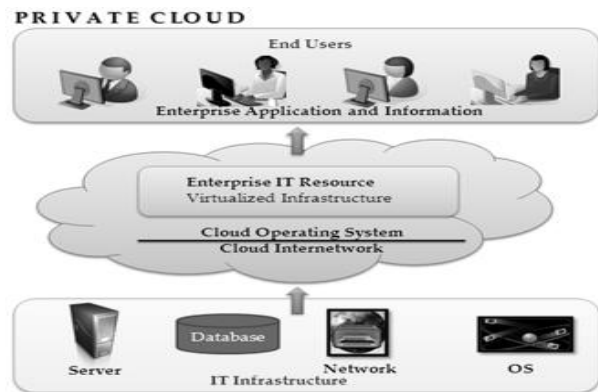 PRIVATE CLOUD
End Users
Enterprise Application and Information
Enterprise IT Resource
Virtualized Infrastructure
Cloud Operating System
Cloud Internetwork
Database
Server
Network
OS
IT Infrastructure